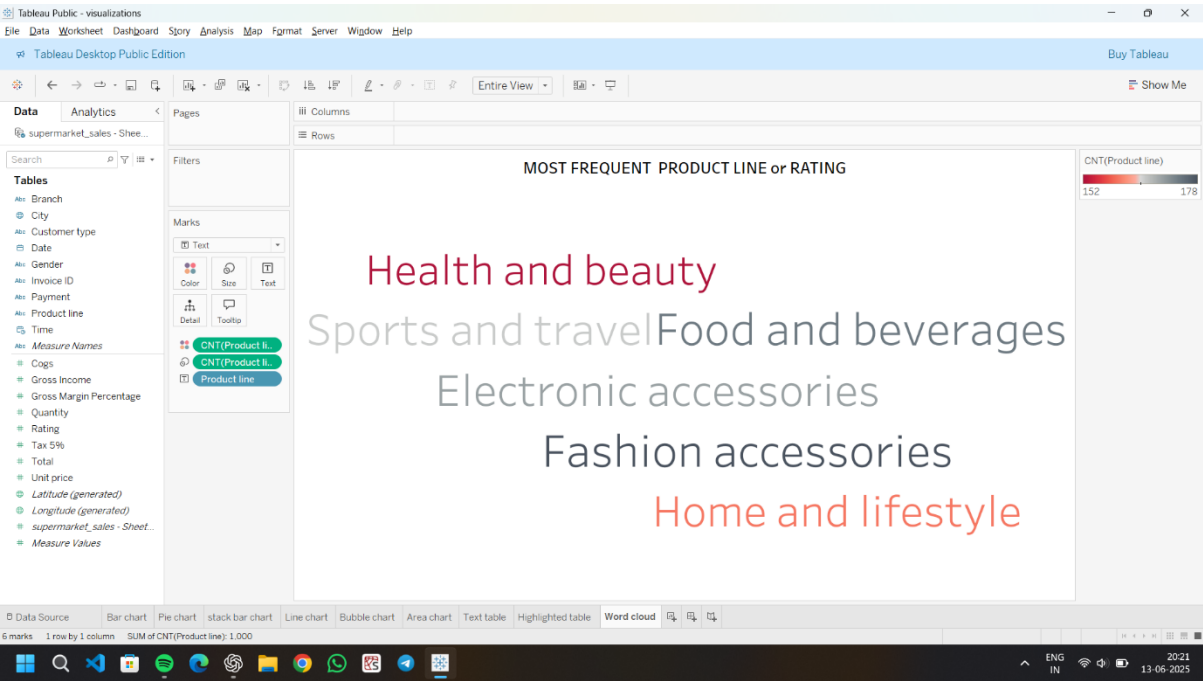 Tableau Public - visualizations
File Data Worksheet Dashboard Story Analysis Map Format Server Window Help
Tableau Desktop Public Edition Buy Tableau
Entire View Show Me
Data Analytics Pages iii Columns
supermarket_sales - Shee... Rows
Search Filters MOST FREQUENT PRODUCT LINE or RATING CNT(Product line)
152 178
Tables
Abc Branch
City
Abc Customer type
Date
Abc Gender
Abc Invoice ID
Abc Payment
Abc Product line
Time
Abc Measure Names
# Cogs
# Gross Income
# Gross Margin Percentage
# Quantity
# Rating
# Tax 5%
# Total
# Unit price
Latitude (generated)
Longitude (generated)
# supermarket_sales - Sheet...
# Measure Values
Marks
T Text
Color Size Text
Detail Tooltip
CNT(Product li..
CNT(Product li..
Product line
Health and beauty
Sports and travel Food and beverages
Electronic accessories
Fashion accessories
Home and lifestyle
Data Source Bar chart Pie chart stack bar chart Line chart Bubble chart Area chart Text table Highlighted table Word cloud
6 marks 1 row by 1 column SUM of CNT(Product line): 1,000
ENG 20:21
IN 13-06-2025